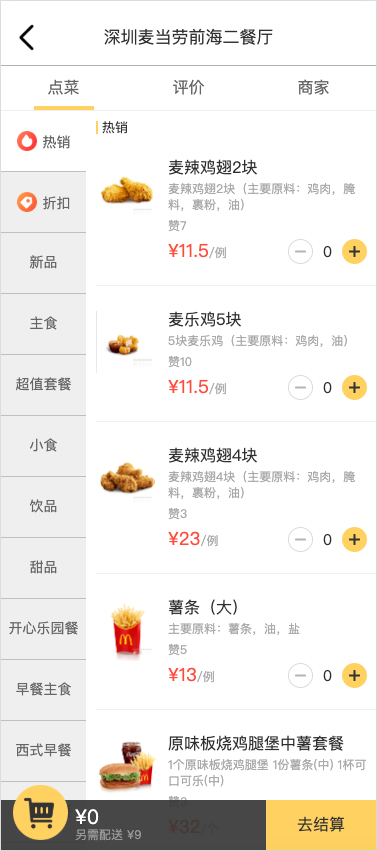 深圳麦当劳前海二餐厅
点菜 评价 商家
热销
折扣
新品
主食
超值套餐
小食
饮品
甜品
开心乐园餐
早餐主食
西式早餐
热销
麦辣鸡翅2块
麦辣鸡翅2块（主要原料：鸡肉，腌
料，裹粉，油）
赞7
¥11.5/例
0
麦乐鸡5块
5块麦乐鸡（主要原料：鸡肉，油）
赞10
¥11.5/例
0
麦辣鸡翅4块
麦辣鸡翅4块（主要原料：鸡肉，腌
料，裹粉，油）
赞3
¥23/例
0
薯条（大）
主要原料：薯条，油，盐
赞5
¥13/例
0
原味板烧鸡腿堡中薯套餐
1个原味板烧鸡腿堡 1份薯条(中) 1杯可
口可乐(中)
¥32
¥0
另需配送 ¥9
去结算